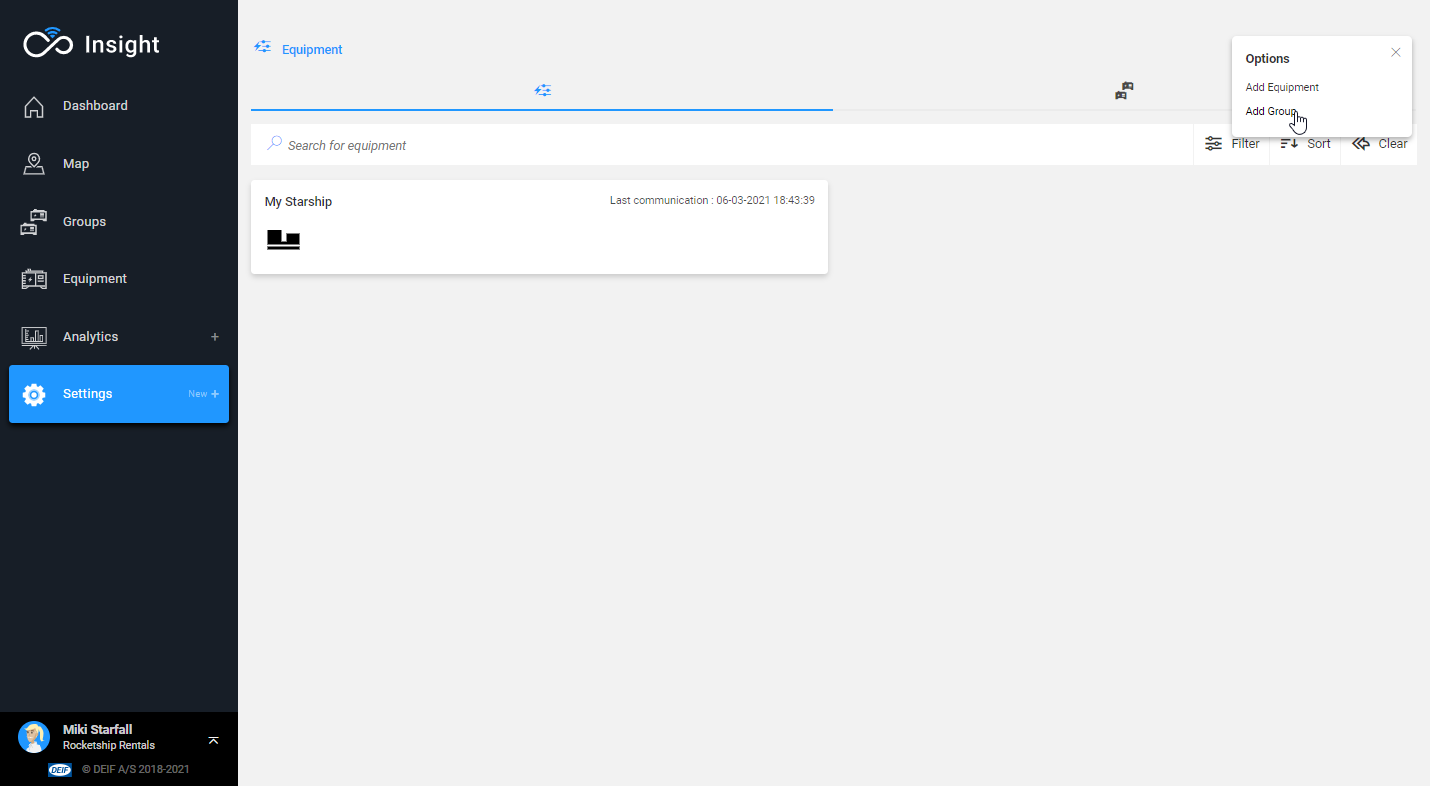 Insight
Dashboard
Map
Groups
Equipment
Analytics +
Settings New +
Miki Starfall
Rocketship Rentals
DEIF © DEIF A/S 2018-2021
Equipment
Options
Add Equipment
Add Group
Search for equipment
Filter Sort Clear
My Starship Last communication : 06-03-2021 18:43:39